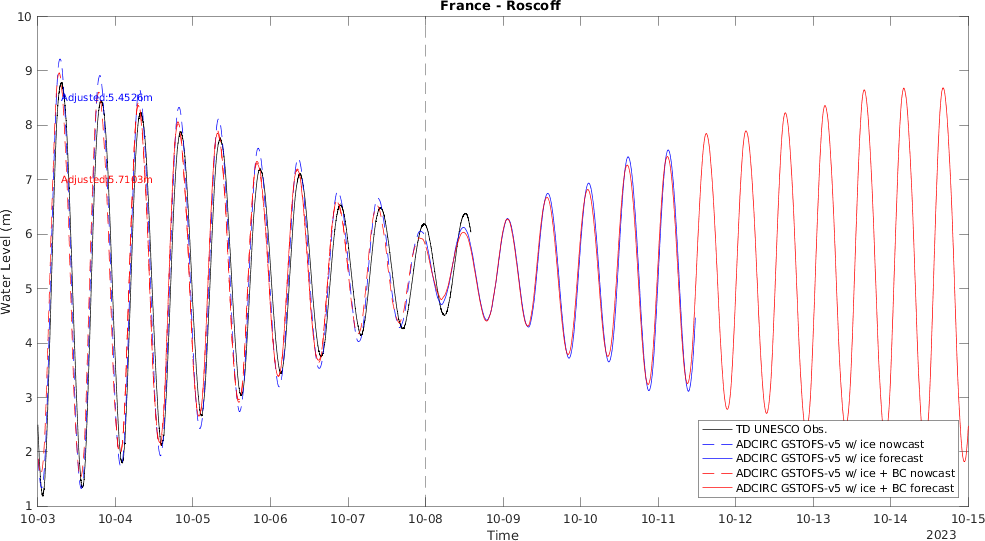 France - Roscoff
10
9
8
7
6
5
4
3
2
1
Water Level (m)
Adjusted:5.4526m
Adjusted:5.7103m
TD UNESCO Obs.
ADCIRC GSTOFS-v5 w/ ice nowcast
ADCIRC GSTOFS-v5 w/ ice forecast
ADCIRC GSTOFS-v5 w/ ice + BC nowcast
ADCIRC GSTOFS-v5 w/ ice + BC forecast
10-03 10-04 10-05 10-06 10-07 10-08 10-09 10-10 10-11 10-12 10-13 10-14 10-15
Time
2023